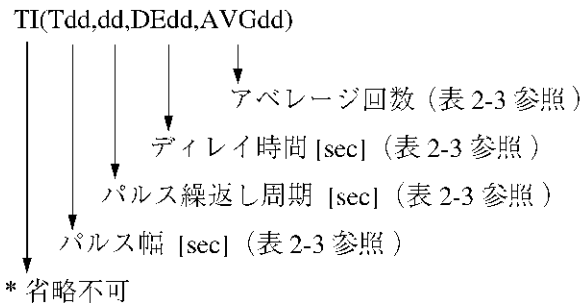 TI(Tdd,dd,DEdd,AVGdd)
アベレージ回数（表 2-3 参照）
ディレイ時間 [sec]（表 2-3 参照）
パルス繰返し周期 [sec]（表 2-3 参照）
パルス幅 [sec]（表 2-3 参照）
* 省略不可